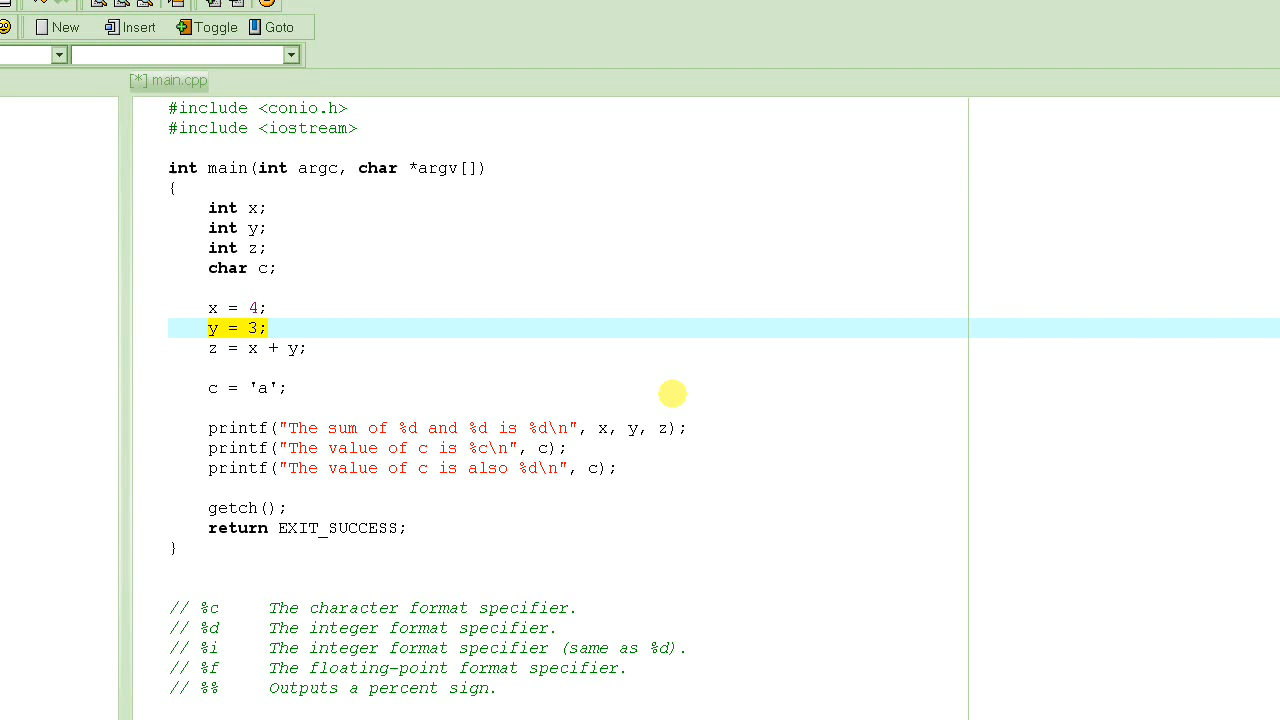 New Insert Toggle Goto
[*] main.cpp
#include <conio.h>
#include <iostream>
int main(int argc, char *argv[])
{
int x;
int y;
int z;
char c;
x = 4;
y = 3;
z = x + y;
c = 'a';
printf("The sum of %d and %d is %d\n", x, y, z);
printf("The value of c is %c\n", c);
printf("The value of c is also %d\n", c);
getch();
return EXIT_SUCCESS;
}
// %c The character format specifier.
// %d The integer format specifier.
// %i The integer format specifier (same as %d).
// %f The floating-point format specifier.
// %% Outputs a percent sign.